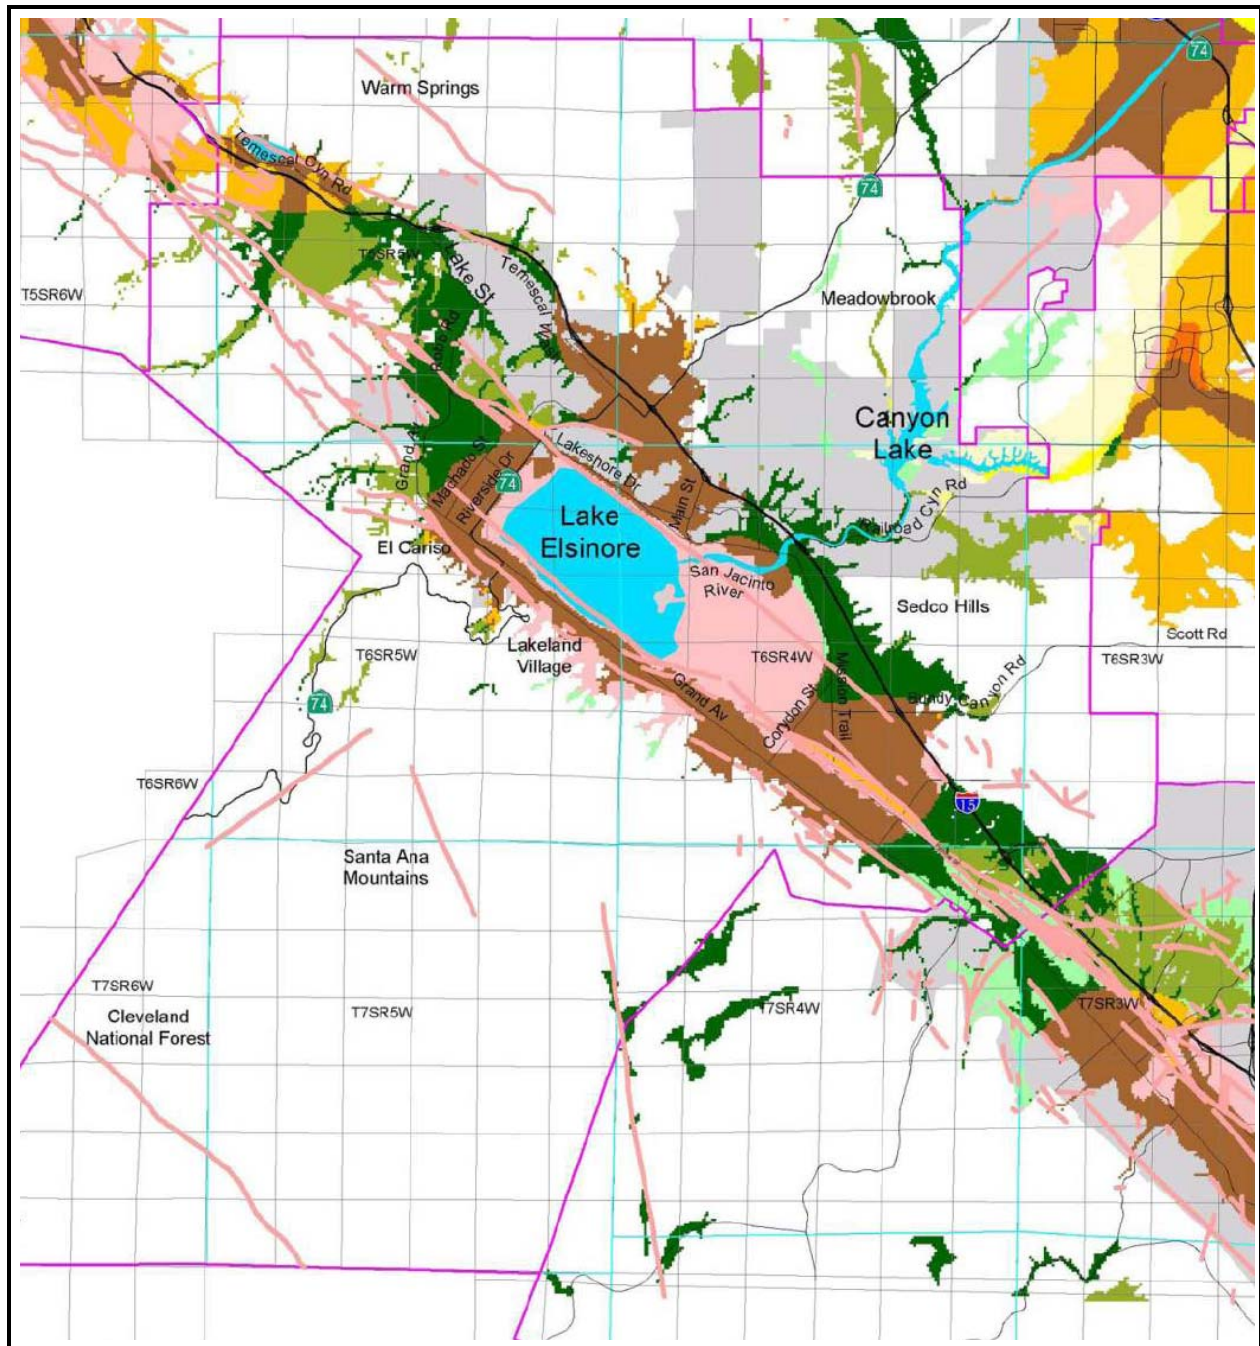 74
Warm Springs
Temescal Cyn Rd
74
T5SR5W
Lake St
Temescal
T5SR6W
Meadowbrook
Canyon
Lake
Grand Av
Machado St
Riverside Dr
74
Lakeshore Dr
Main St
Railroad Cyn Rd
Lake
Elsinore
El Cariso
San Jacinto
River
Sedco Hills
Scott Rd
Lakeland
Village
T6SR5W
T6SR4W
T6SR3W
74
Grand Av
Corydon St
Mission Trail
Bundy Canyon Rd
T6SR6W
15
Santa Ana
Mountains
T7SR6W
T7SR5W
T7SR4W
T7SR3W
Cleveland
National Forest